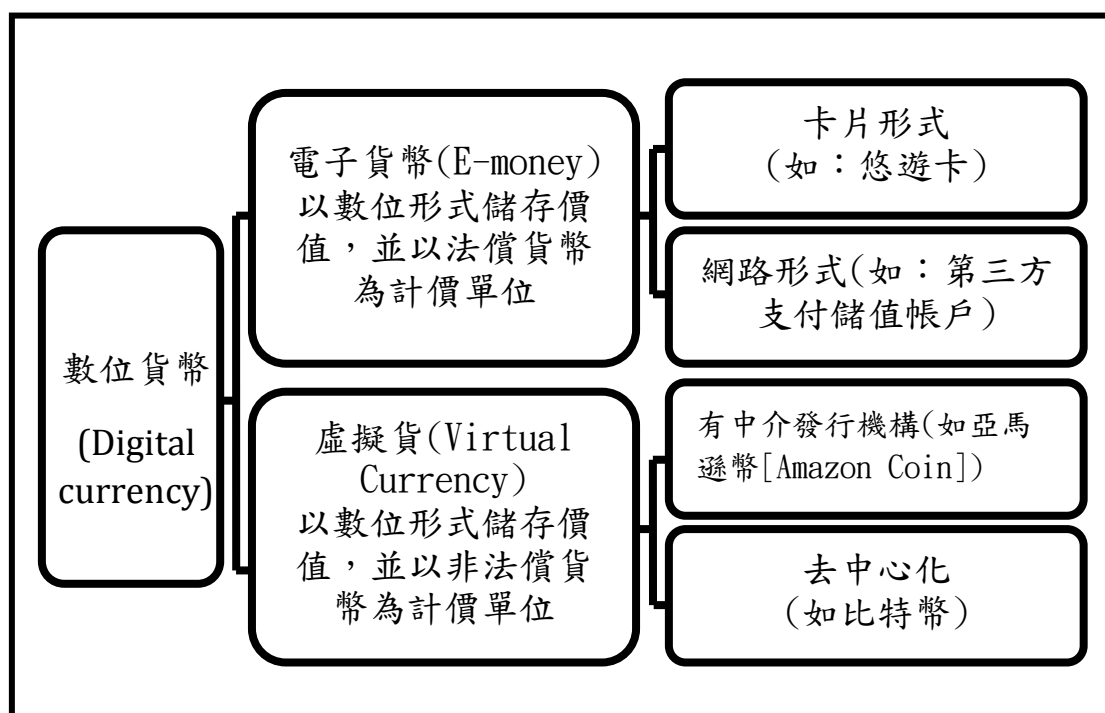 數位貨幣
(Digital
currency)
電子貨幣(E-money)
以數位形式儲存價
值，並以法償貨幣
為計價單位
卡片形式
(如：悠遊卡)
網路形式(如：第三方
支付儲值帳戶)
虛擬貨(Virtual
Currency)
以數位形式儲存價
值，並以非法償貨
幣為計價單位
有中介發行機構(如亞馬
遜幣[Amazon Coin])
去中心化
(如比特幣)